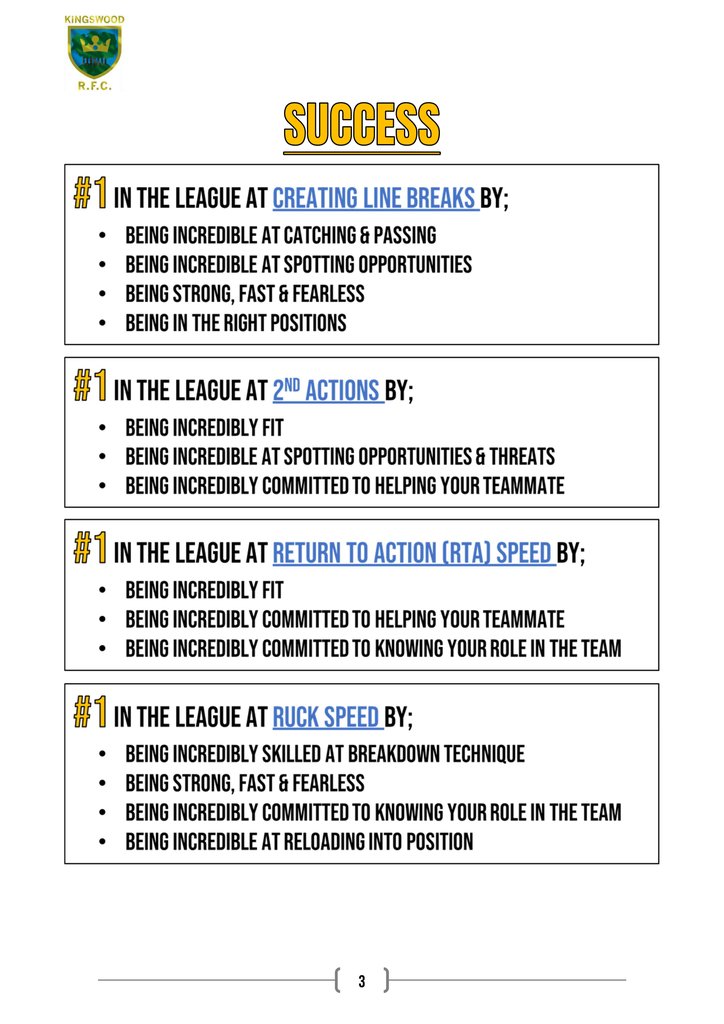 KINGSWOOD
R.F.C.
SUCCESS
#1 IN THE LEAGUE AT CREATING LINE BREAKS BY;
• BEING INCREDIBLE AT CATCHING & PASSING
• BEING INCREDIBLE AT SPOTTING OPPORTUNITIES
• BEING STRONG, FAST & FEARLESS
• BEING IN THE RIGHT POSITIONS
#1 IN THE LEAGUE AT 2ND ACTIONS BY;
• BEING INCREDIBLY FIT
• BEING INCREDIBLE AT SPOTTING OPPORTUNITIES & THREATS
• BEING INCREDIBLY COMMITTED TO HELPING YOUR TEAMMATE
#1 IN THE LEAGUE AT RETURN TO ACTION (RTA) SPEED BY;
• BEING INCREDIBLY FIT
• BEING INCREDIBLY COMMITTED TO HELPING YOUR TEAMMATE
• BEING INCREDIBLY COMMITTED TO KNOWING YOUR ROLE IN THE TEAM
#1 IN THE LEAGUE AT RUCK SPEED BY;
• BEING INCREDIBLY SKILLED AT BREAKDOWN TECHNIQUE
• BEING STRONG, FAST & FEARLESS
• BEING INCREDIBLY COMMITTED TO KNOWING YOUR ROLE IN THE TEAM
• BEING INCREDIBLE AT RELOADING INTO POSITION
3